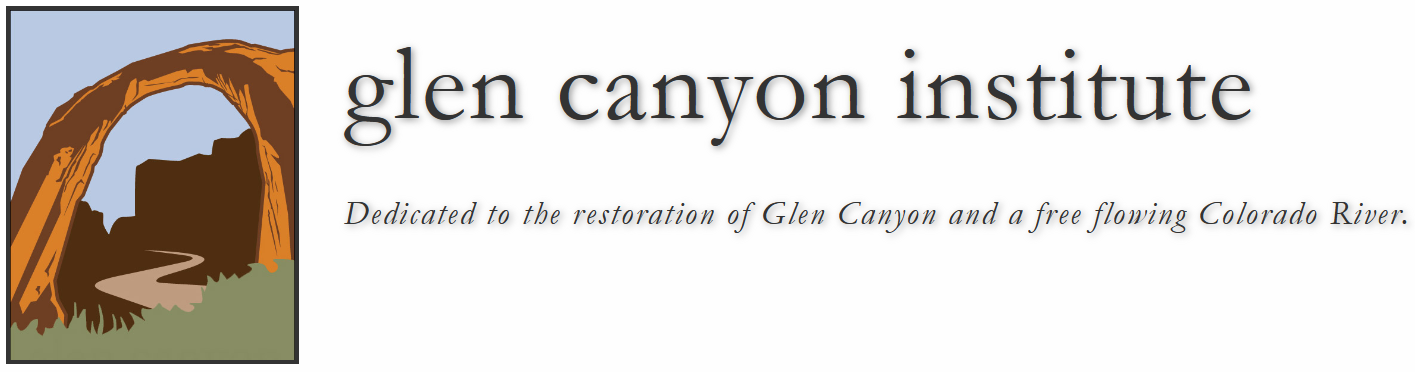 glen canyon institute
Dedicated to the restoration of Glen Canyon and a free flowing Colorado River.